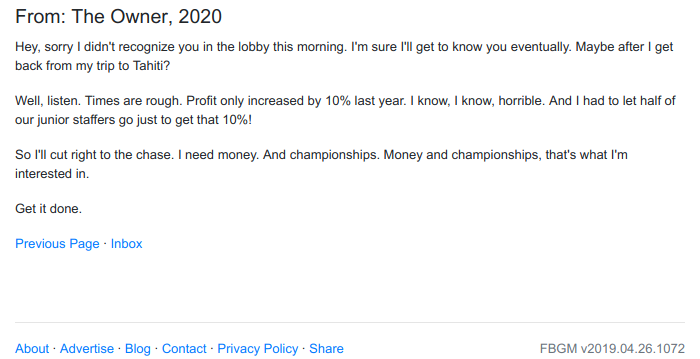 From: The Owner, 2020
Hey, sorry I didn't recognize you in the lobby this morning. I'm sure I'll get to know you eventually. Maybe after I get
back from my trip to Tahiti?
Well, listen. Times are rough. Profit only increased by 10% last year. I know, I know, horrible. And I had to let half of
our junior staffers go just to get that 10%!
So I'll cut right to the chase. I need money. And championships. Money and championships, that's what I'm
interested in.
Get it done.
Previous Page · Inbox
About · Advertise · Blog · Contact · Privacy Policy · Share FBGM v2019.04.26.1072